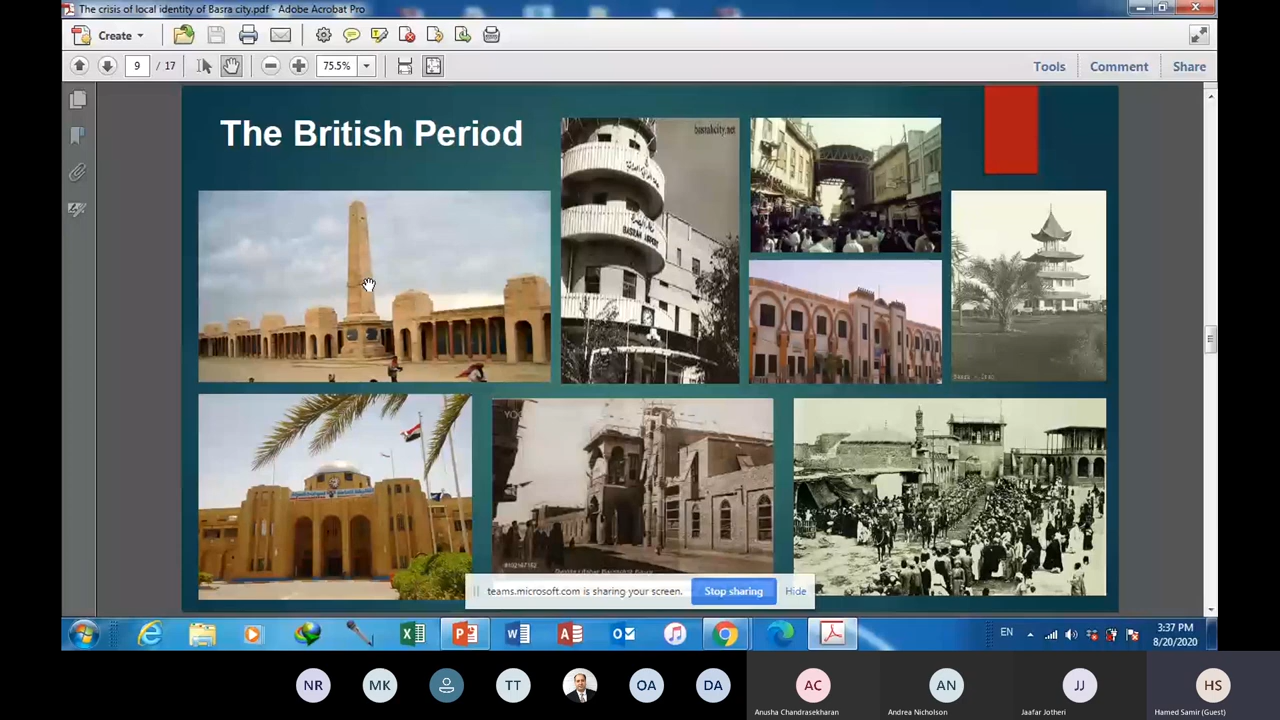 The crisis of local identity of Basra city.pdf - Adobe Acrobat Pro
Create
9 / 17
75.5%
Tools
Comment
Share
The British Period
basrahcity.net
BASRAH AIRPORT
teams.microsoft.com is sharing your screen.
Stop sharing
Hide
EN
3:37 PM
8/20/2020
NR
MK
TT
OA
DA
AC
AN
JJ
HS
Anusha Chandrasekharan
Andrea Nicholson
Jaafar Jotheri
Hamed Samir (Guest)